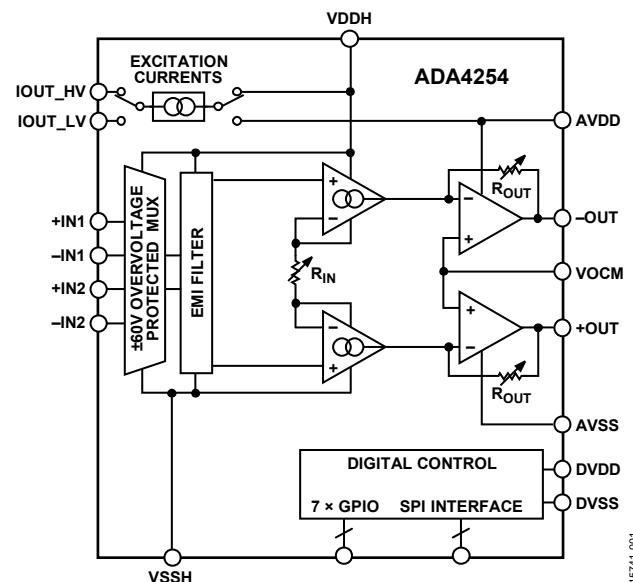 VDDH
EXCITATION
CURRENTS
ADA4254
IOUT_HV
IOUT_LV
AVDD
+IN1
–IN1
+IN2
–IN2
±60V OVERVOLTAGE
PROTECTED MUX
EMI FILTER
+
–
RIN
–
+
ROUT
–
+
–OUT
VOCM
+
–
+OUT
ROUT
AVSS
DIGITAL CONTROL
7 × GPIO SPI INTERFACE
DVDD
DVSS
VSSH